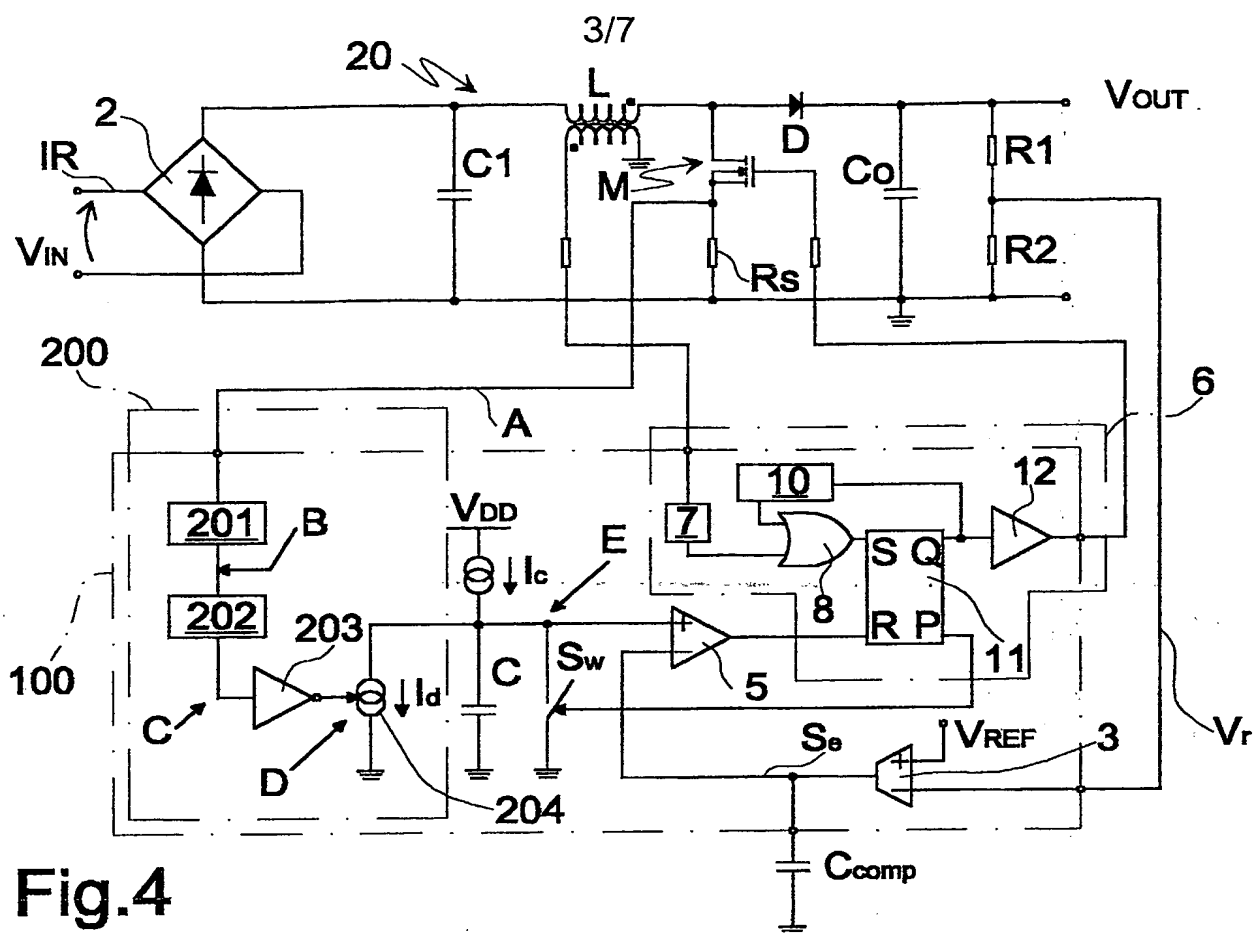 3/7
20
L
VOUT
2
IR
C1
D
R1
M
Co
VIN
Rs
R2
200
A
6
10
12
VDD
7
201
B
E
Ic
S Q
8
202
203
Sw
R P
C
5
11
100
Id
C
Vr
D
Se
VREF
3
204
Ccomp
Fig.4